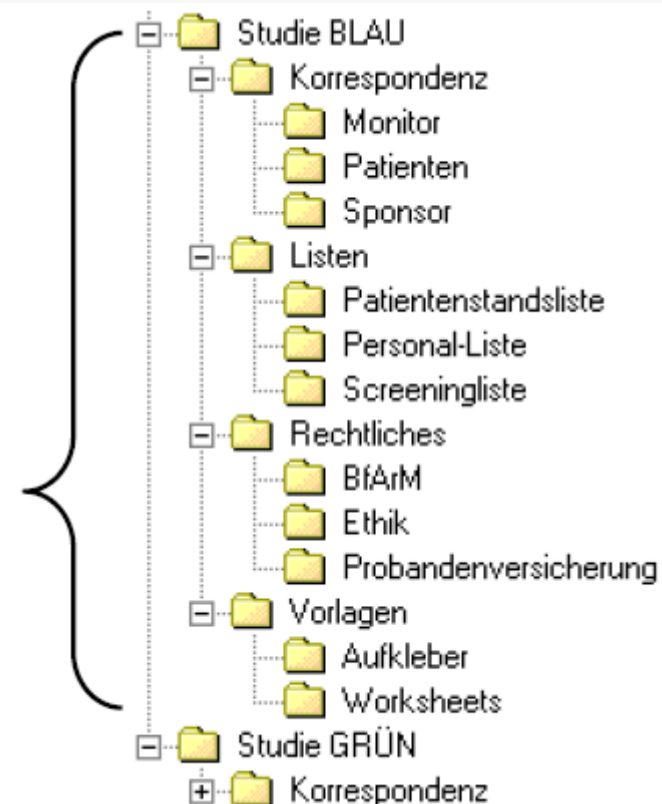 Studie BLAU
Korrespondenz
Monitor
Patienten
Sponsor
Listen
Patientenstandsliste
Personal-Liste
Screeningliste
Rechtliches
BfArM
Ethik
Probandenversicherung
Vorlagen
Aufkleber
Worksheets
Studie GRÜN
Korrespondenz